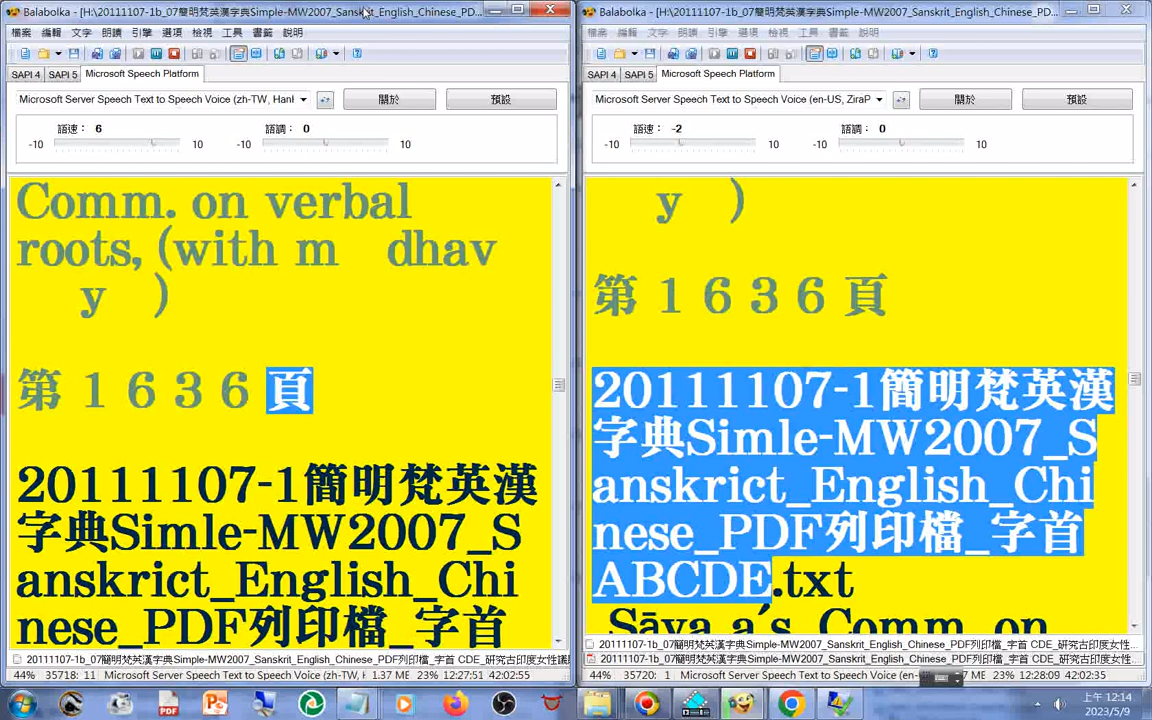 Balabolka - [H:\20111107-1b_07簡明梵英漢字典Simple-MW2007_Sanskrit_English_Chinese_PD...
檔案 編輯 文字 朗讀 引擎 選項 檢視 工具 書籤 說明
SAPI 4 SAPI 5 Microsoft Speech Platform
Microsoft Server Speech Text to Speech Voice (zh-TW, Hanl
關於 預設
語速： 6 語調： 0
-10 10 -10 10
Comm. on verbal
roots, (with m dhav
y )
第１６３６頁
20111107-1簡明梵英漢
字典Simle-MW2007_S
anskrict_English_Chi
nese_PDF列印檔_字首
20111107-1b_07簡明梵英漢字典Simple-MW2007_Sanskrit_English_Chinese_PDF列印檔_字首 CDE_研究古印度女性議
44% 35718: 11 Microsoft Server Speech Text to Speech Voice (zh-TW, 1.37 MB 23% 12:27:51 42:02:55
Balabolka - [H:\20111107-1b_07簡明梵英漢字典Simple-MW2007_Sanskrit_English_Chinese_PD...
檔案 編輯 文字 朗讀 引擎 選項 檢視 工具 書籤 說明
SAPI 4 SAPI 5 Microsoft Speech Platform
Microsoft Server Speech Text to Speech Voice (en-US, ZiraP
關於 預設
語速： -2 語調： 0
-10 10 -10 10
y )
第１６３６頁
20111107-1簡明梵英漢
字典Simle-MW2007_S
anskrict_English_Chi
nese_PDF列印檔_字首
ABCDE.txt
Sāya a´s Comm. on
20111107-1b_07簡明梵英漢字典Simple-MW2007_Sanskrit_English_Chinese_PDF列印檔_字首 CDE_研究古印度女性...
20111107-1b_07簡明梵英漢字典Simple-MW2007_Sanskrit_English_Chinese_PDF列印檔_字首 CDE_研究古印度女性...
44% 35720: 1 Microsoft Server Speech 23% 12:28:09 42:02:35
上午 12:14
2023/5/9